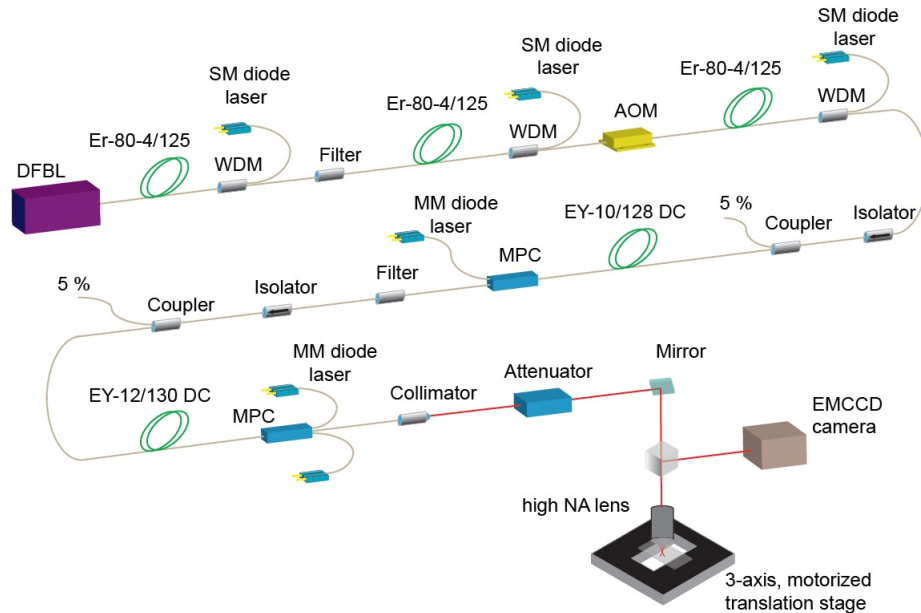 SM diode
laser
Er-80-4/125
WDM
AOM
SM diode
laser
Er-80-4/125
WDM
SM diode
laser
Er-80-4/125
WDM
Filter
DFBL
MM diode
laser
MPC
EY-10/128 DC
5 %
Coupler
Isolator
5 %
Coupler
Isolator
Filter
EY-12/130 DC
MPC
MM diode
laser
Collimator
Attenuator
Mirror
EMCCD
camera
high NA lens
3-axis, motorized
translation stage